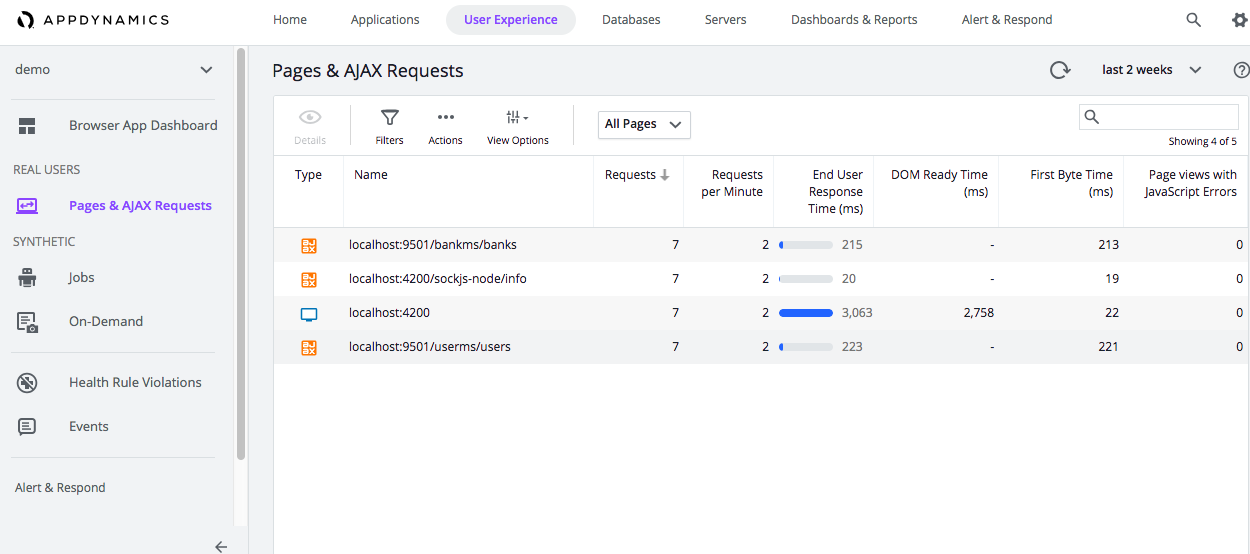 APPDYNAMICS
Home
Applications
User Experience
Databases
Servers
Dashboards & Reports
Alert & Respond
demo
Browser App Dashboard
REAL USERS
Pages & AJAX Requests
SYNTHETIC
Jobs
On-Demand
Health Rule Violations
Events
Alert & Respond
Pages & AJAX Requests
last 2 weeks
Details
Filters
Actions
View Options
All Pages
Showing 4 of 5
Type
Name
Requests
Requests
per Minute
End User
Response
Time (ms)
DOM Ready Time
(ms)
First Byte Time
(ms)
Page views with
JavaScript Errors
AJAX localhost:9501/bankms/banks 7 2 215 - 213 0
AJAX localhost:4200/sockjs-node/info 7 2 20 - 19 0
localhost:4200 7 2 3,063 2,758 22 0
AJAX localhost:9501/userms/users 7 2 223 - 221 0